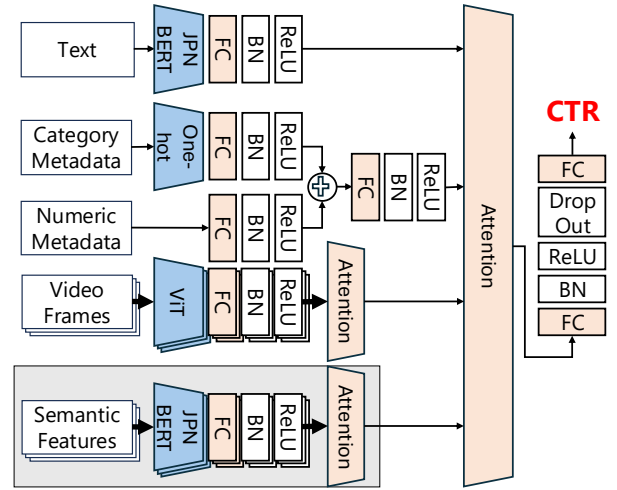 Text
JPN
BERT
FC
BN
ReLU
Category
Metadata
One-
hot
FC
BN
ReLU
Numeric
Metadata
FC
BN
ReLU
FC
BN
ReLU
Video
Frames
ViT
FC
BN
ReLU
Attention
Semantic
Features
JPN
BERT
FC
BN
ReLU
Attention
Attention
CTR
FC
Drop
Out
ReLU
BN
FC